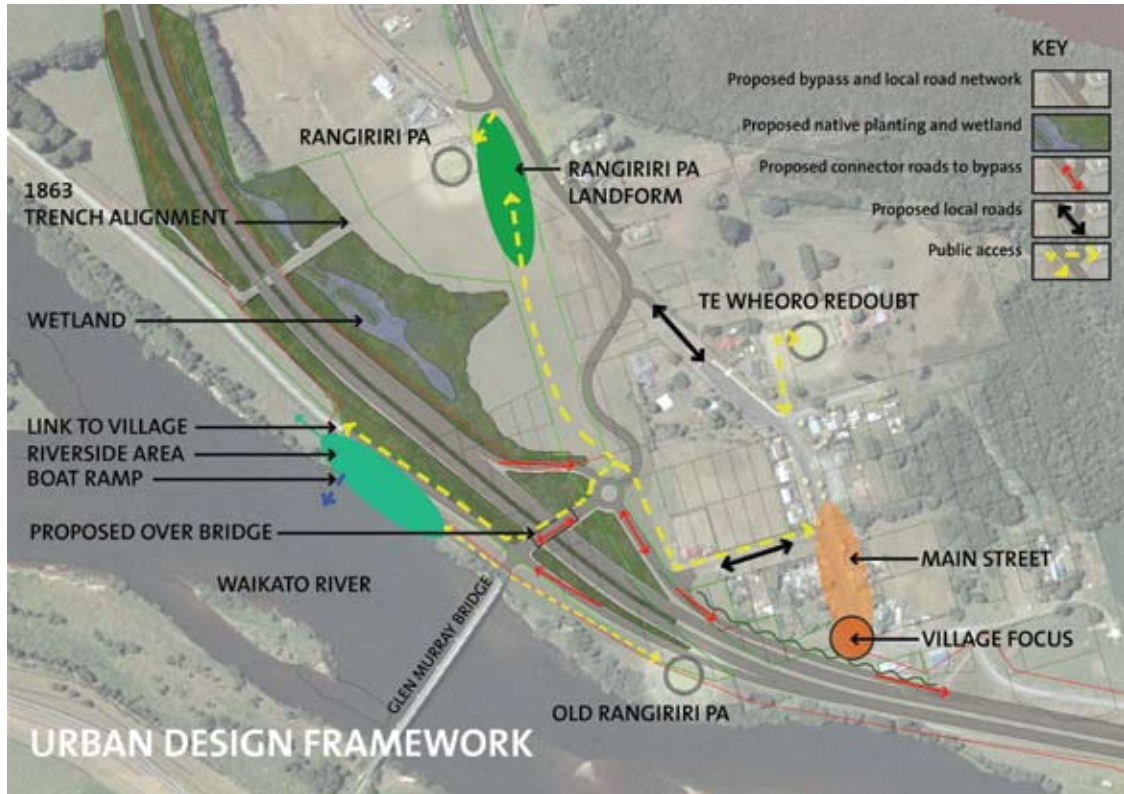 KEY
Proposed bypass and local road network
Proposed native planting and wetland
Proposed connector roads to bypass
Proposed local roads
Public access
RANGIRIRI PA
RANGIRIRI PA
LANDFORM
1863
TRENCH ALIGNMENT
TE WHEORO REDOUBT
WETLAND
LINK TO VILLAGE
RIVERSIDE AREA
BOAT RAMP
PROPOSED OVER BRIDGE
MAIN STREET
WAIKATO RIVER
VILLAGE FOCUS
GLEN MURRAY BRIDGE
OLD RANGIRIRI PA
URBAN DESIGN FRAMEWORK